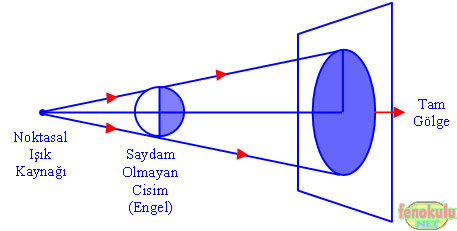 Noktasal
Işık
Kaynağı
Saydam
Olmayan
Cisim
(Engel)
Tam
Gölge
fenokulu
NET